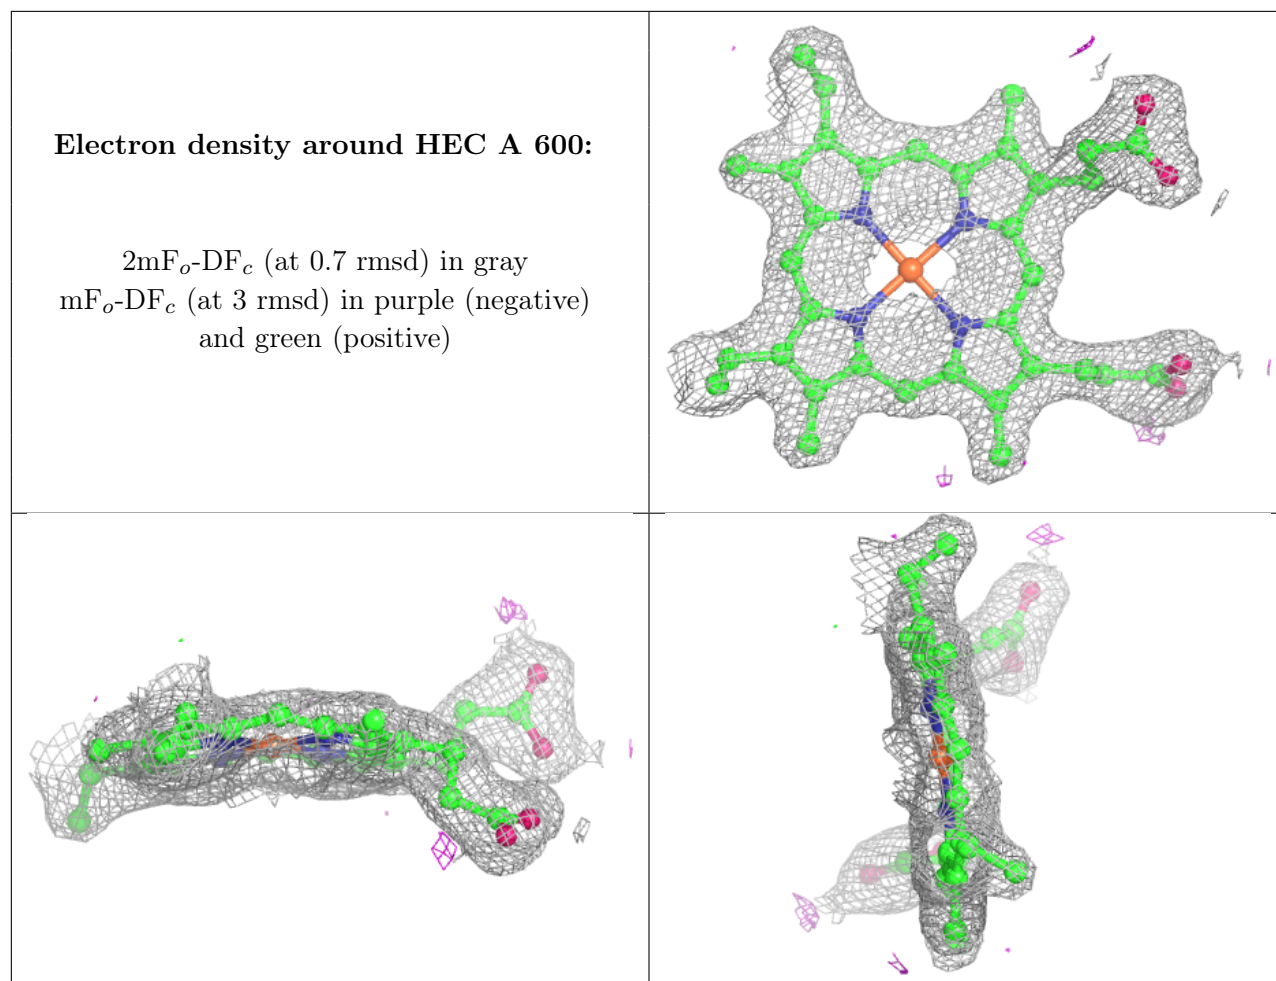 Electron density around HEC A 600:
2mFo-DFc (at 0.7 rmsd) in gray
mFo-DFc (at 3 rmsd) in purple (negative)
and green (positive)